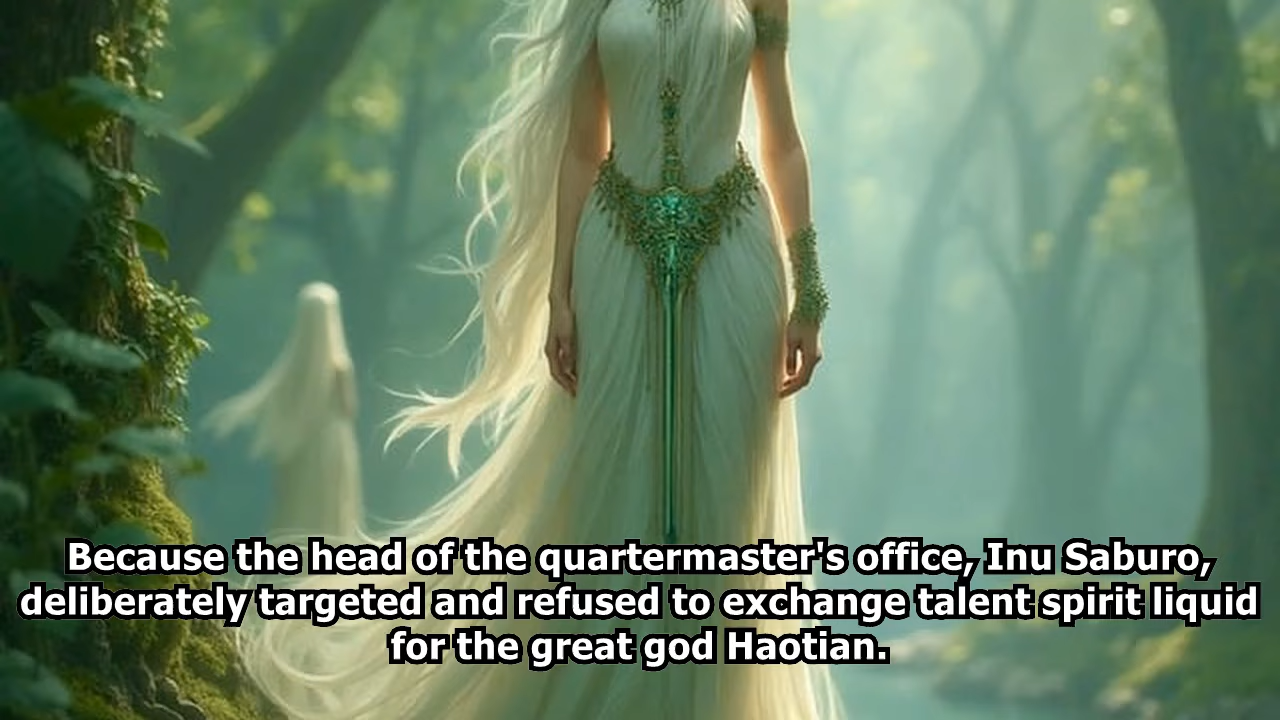 Because the head of the quartermaster's office, Inu Saburo,
deliberately targeted and refused to exchange talent spirit liquid
for the great god Haotian.